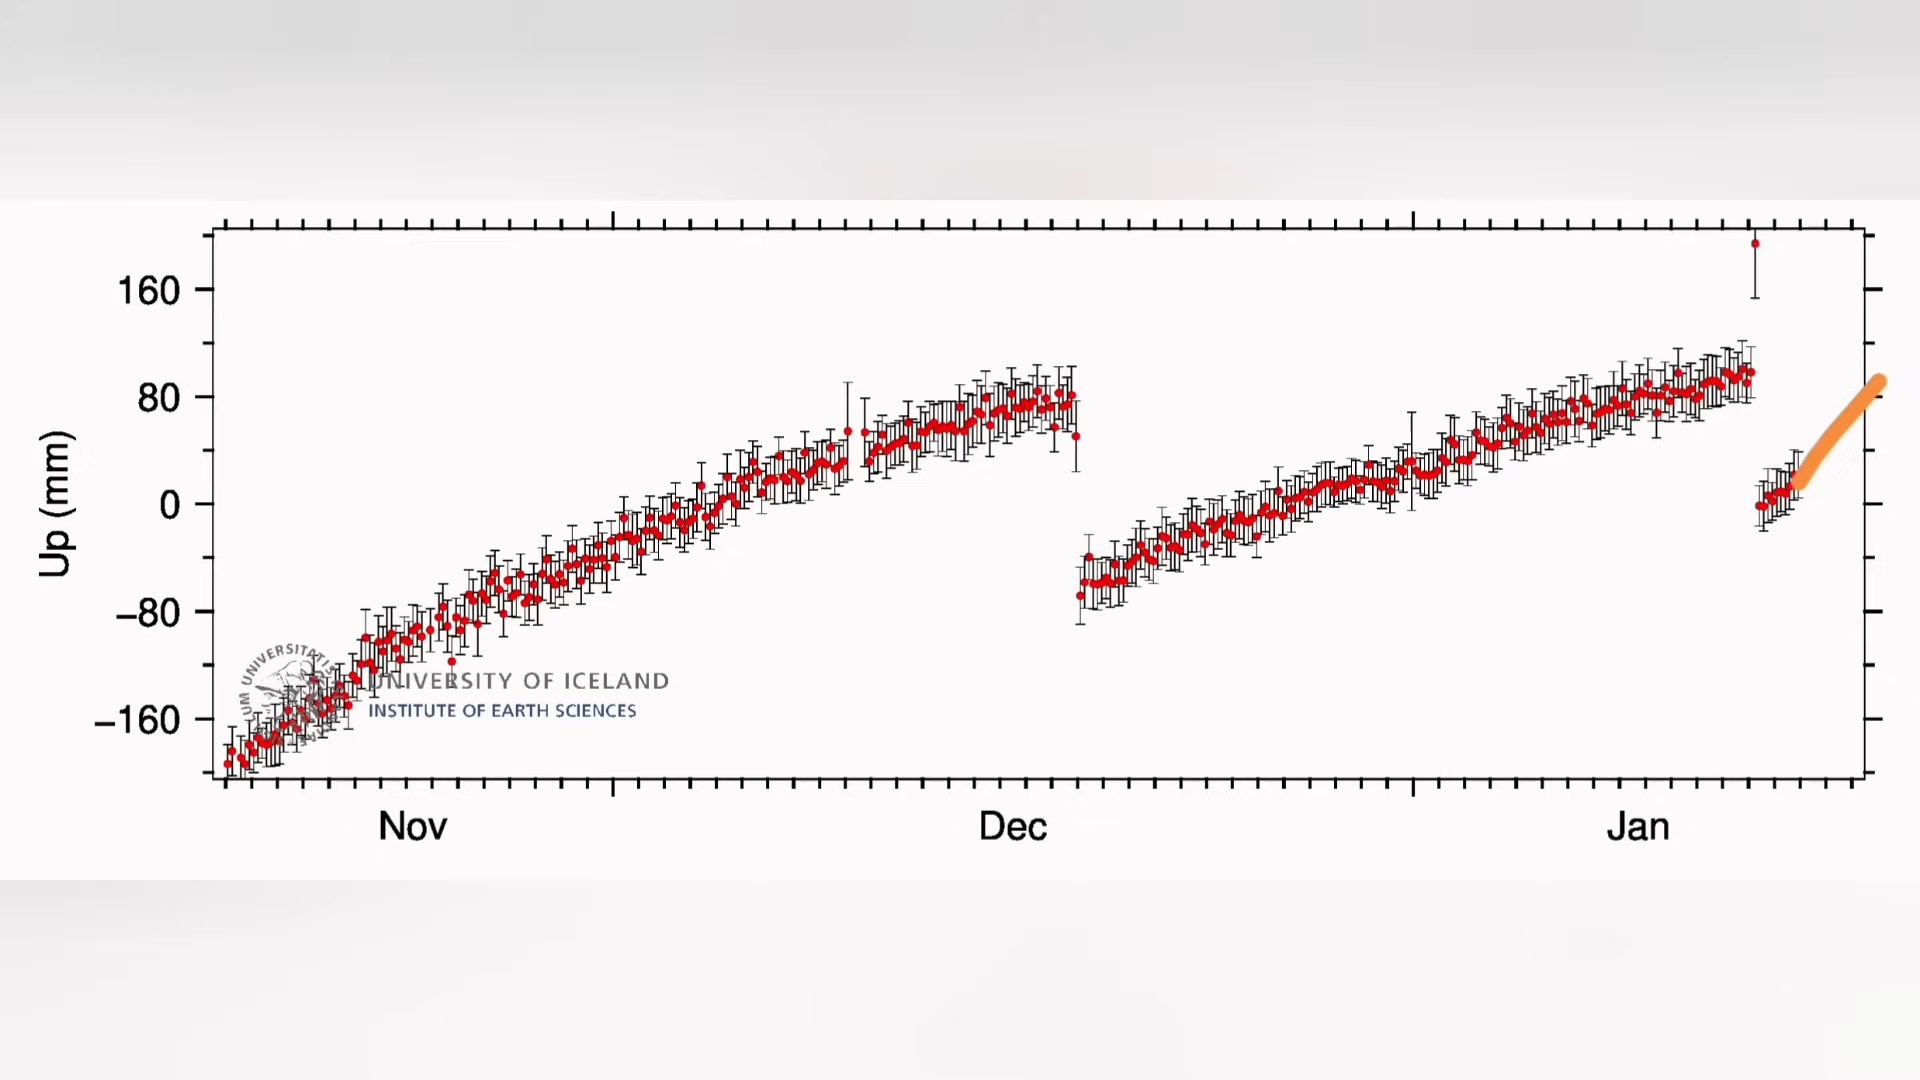 160
80
0
−80
−160
Up (mm)
UNIVERSITY OF ICELAND
INSTITUTE OF EARTH SCIENCES
Nov Dec Jan